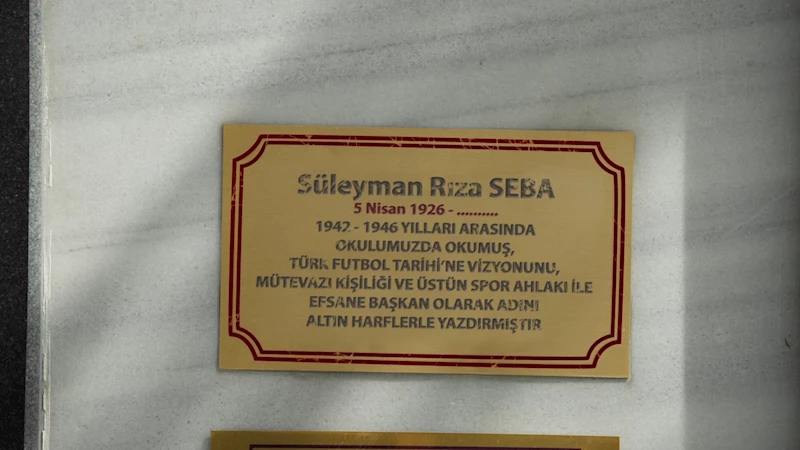 Süleyman Rıza SEBA
5 Nisan 1926 - ..........
1942 - 1946 YILLARI ARASINDA
OKULUMUZDA OKUMUŞ,
TÜRK FUTBOL TARİHİ'NE VİZYONUNU,
MÜTEVAZI KİŞİLİĞİ VE ÜSTÜN SPOR AHLAKI İLE
EFSANE BAŞKAN OLARAK ADINI
ALTIN HARFLERLE YAZDIRMIŞTIR